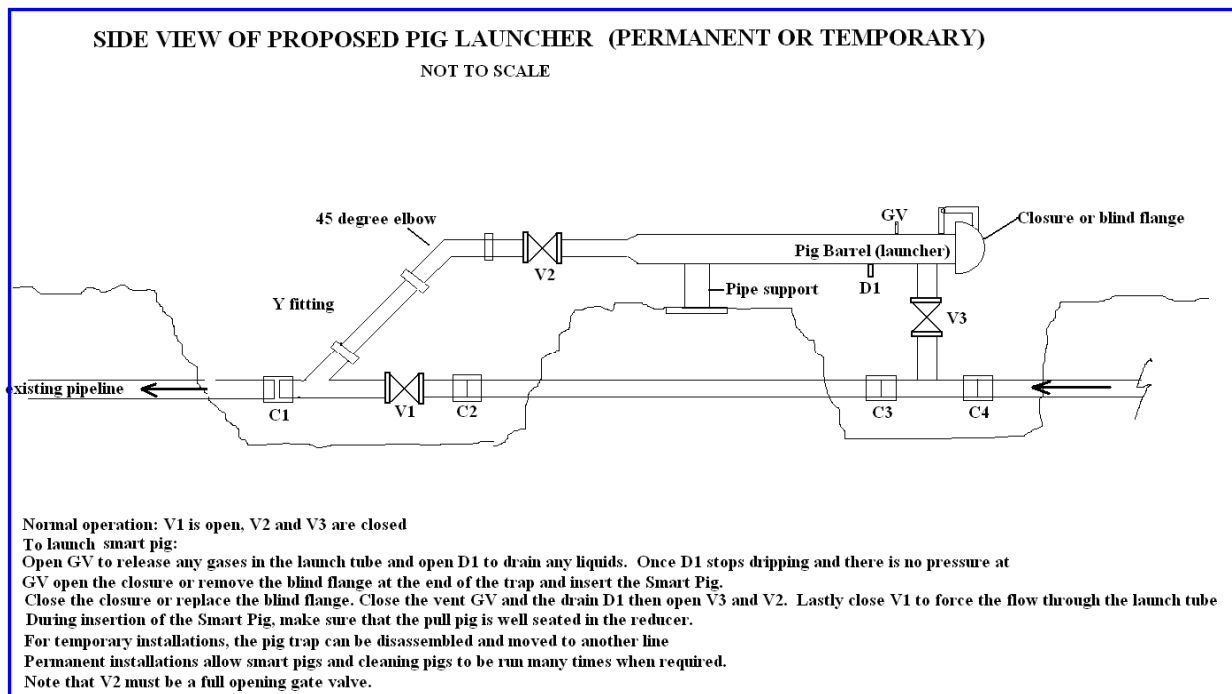 SIDE VIEW OF PROPOSED PIG LAUNCHER (PERMANENT OR TEMPORARY)
NOT TO SCALE
45 degree elbow
GV
Closure or blind flange
Pig Barrel (launcher)
V2
D1
Y fitting
Pipe support
V3
existing pipeline
C1
V1
C2
C3
C4
Normal operation: V1 is open, V2 and V3 are closed
To launch smart pig:
Open GV to release any gases in the launch tube and open D1 to drain any liquids. Once D1 stops dripping and there is no pressure at
GV open the closure or remove the blind flange at the end of the trap and insert the Smart Pig.
Close the closure or replace the blind flange. Close the vent GV and the drain D1 then open V3 and V2. Lastly close V1 to force the flow through the launch tube
During insertion of the Smart Pig, make sure that the pull pig is well seated in the reducer.
For temporary installations, the pig trap can be disassembled and moved to another line
Permanent installations allow smart pigs and cleaning pigs to be run many times when required.
Note that V2 must be a full opening gate valve.